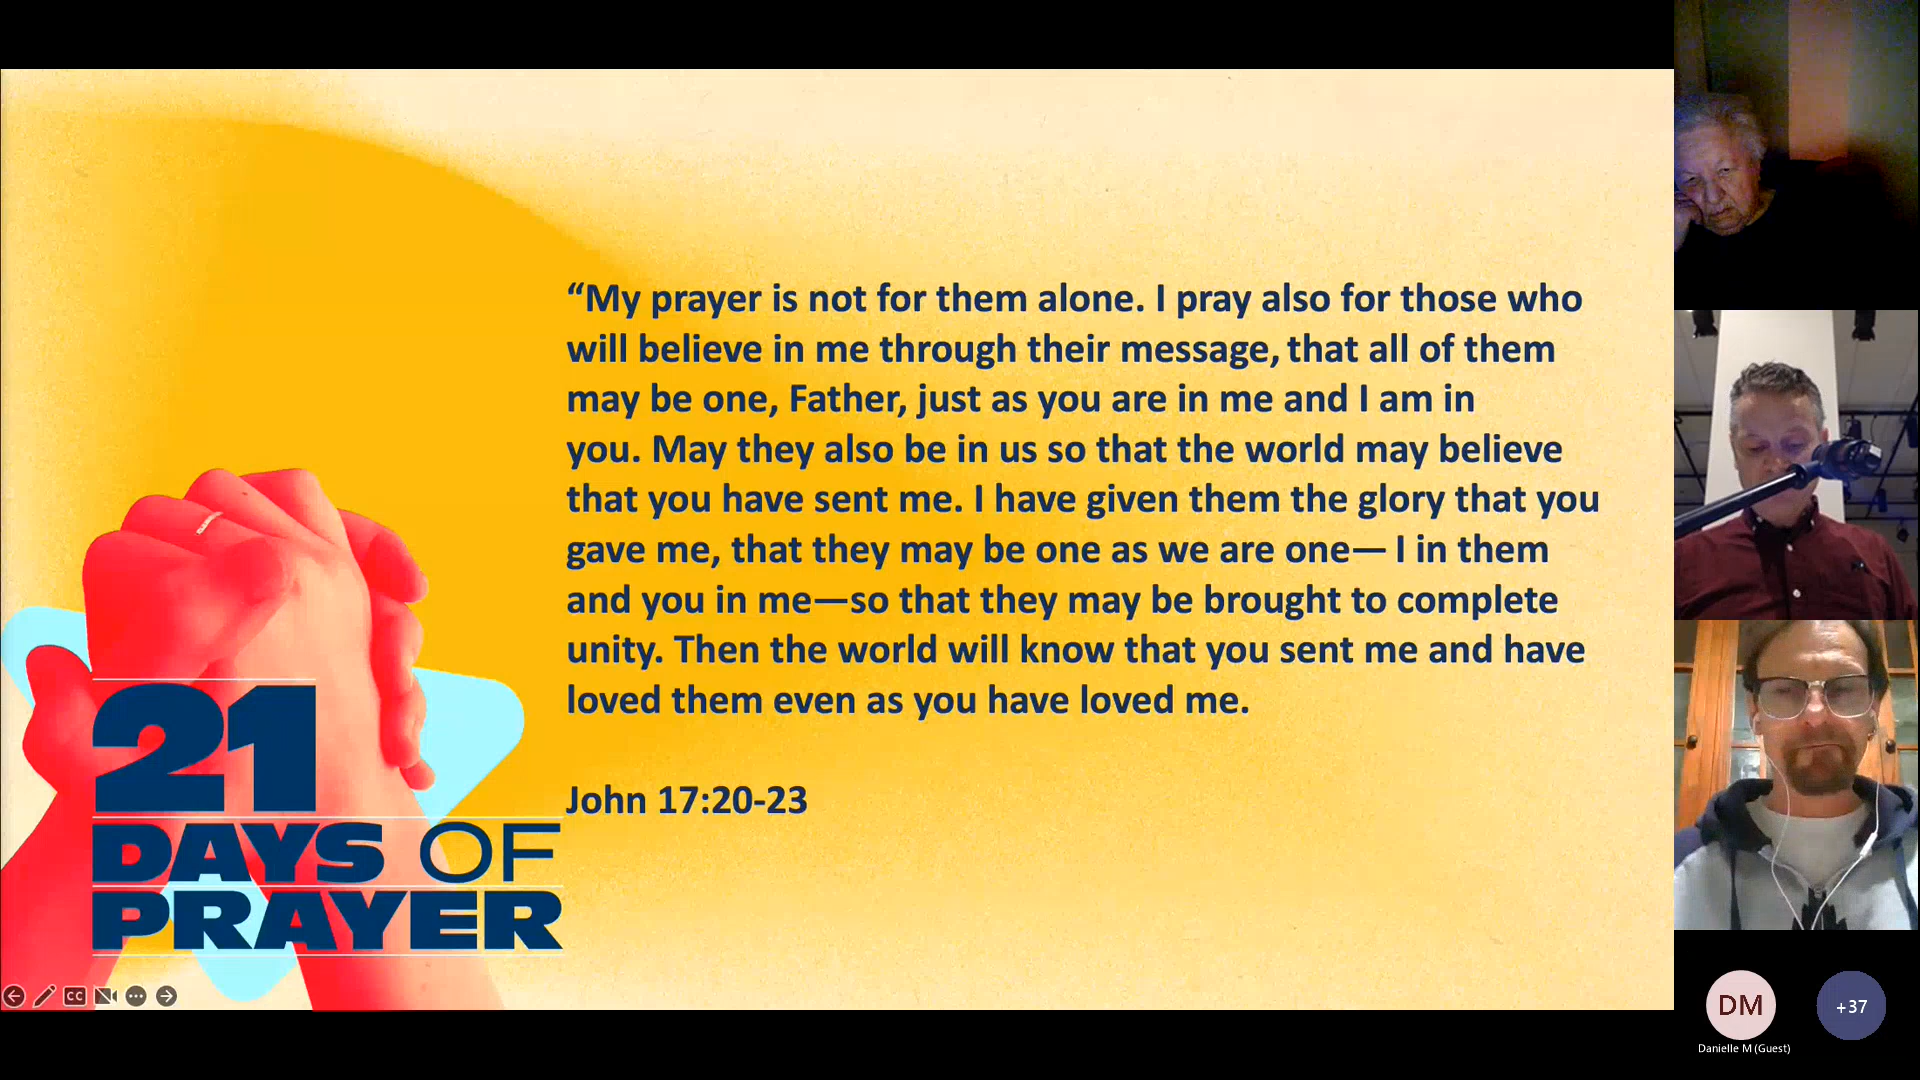 “My prayer is not for them alone. I pray also for those who
will believe in me through their message, that all of them
may be one, Father, just as you are in me and I am in
you. May they also be in us so that the world may believe
that you have sent me. I have given them the glory that you
gave me, that they may be one as we are one— I in them
and you in me—so that they may be brought to complete
unity. Then the world will know that you sent me and have
loved them even as you have loved me.
John 17:20-23
21
DAYS OF
PRAYER
CC
DM
+37
Danielle M (Guest)